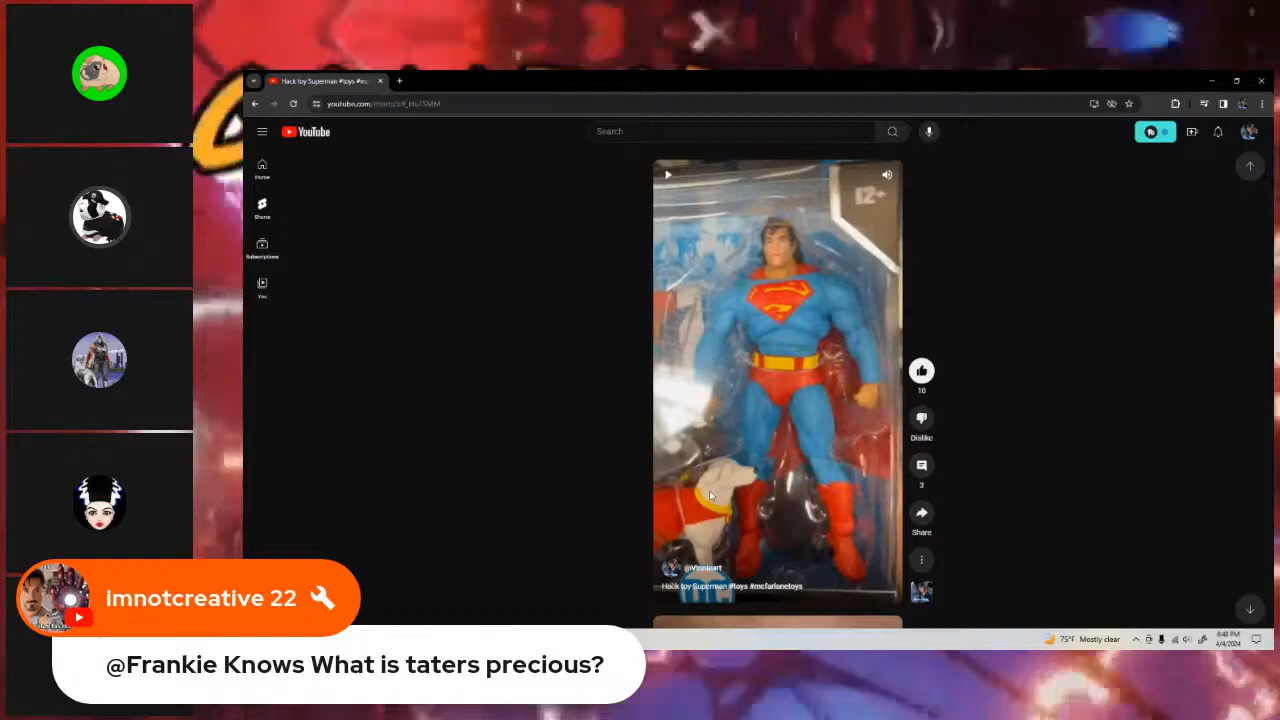 Hack toy Superman #toys #mc
youtube.com/shorts/
YouTube
Search
Home
Shorts
Subscriptions
You
12+
10
Dislike
3
Share
@Vinnieart
Hack toy Superman #toys #mcfarlanetoys
75°F Mostly clear
8:48 PM
4/4/2024
imnotcreative 22
@Frankie Knows What is taters precious?